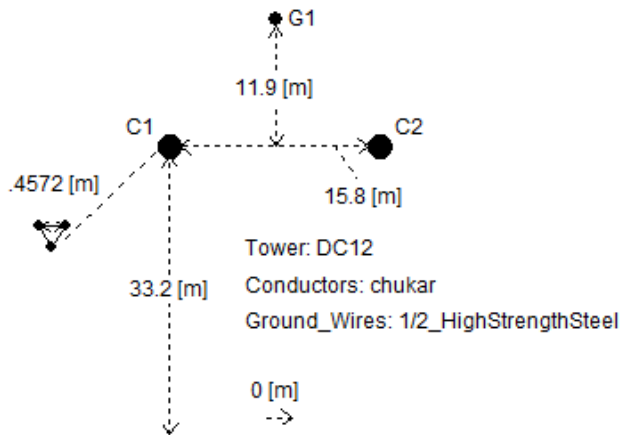 G1
11.9 [m]
C1
C2
.4572 [m]
15.8 [m]
Tower: DC12
33.2 [m]
Conductors: chukar
Ground_Wires: 1/2_HighStrengthSteel
0 [m]